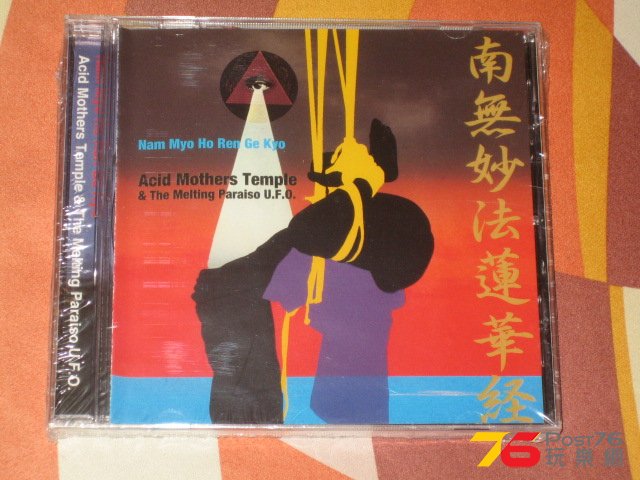 Acid Mothers Temple & The Melting Paraiso U.F.O.
Nam Myo Ho Ren Ge Kyo
Acid Mothers Temple
& The Melting Paraiso U.F.O.
南無妙法蓮華経
76 Post76
玩樂網